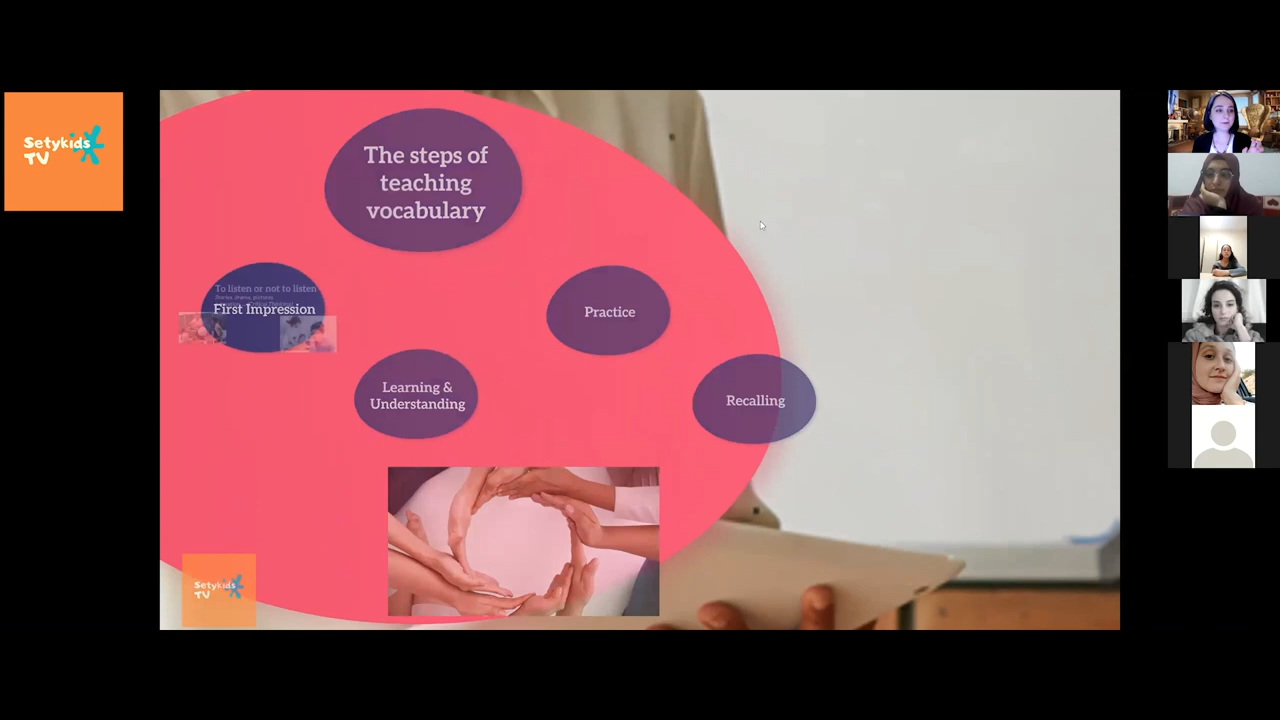 Setykids
TV
The steps of
teaching
vocabulary
To listen or not to listen
First Impression
Practice
Learning &
Understanding
Recalling
Setykids
TV